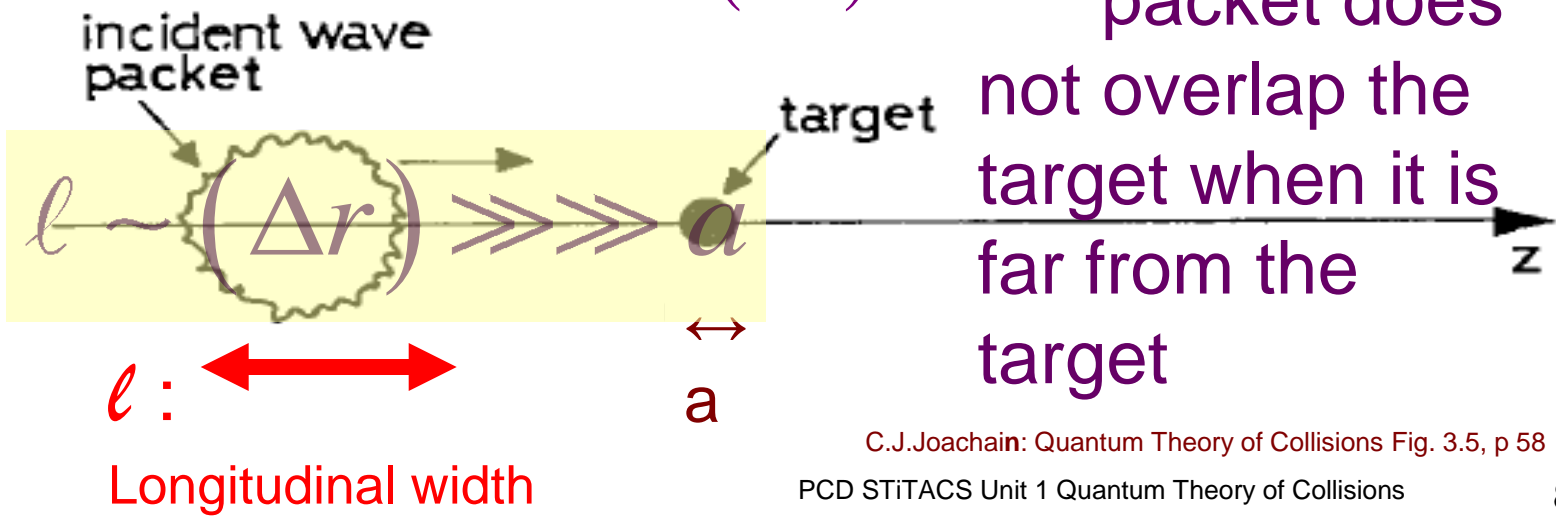 incident wave
packet
packet does
not overlap the
target when it is
far from the
target
target
ℓ ~ (Δr) >>>>> a
z
↔
ℓ :
a
Longitudinal width
C.J.Joachain: Quantum Theory of Collisions Fig. 3.5, p 58
PCD STiTACS Unit 1 Quantum Theory of Collisions